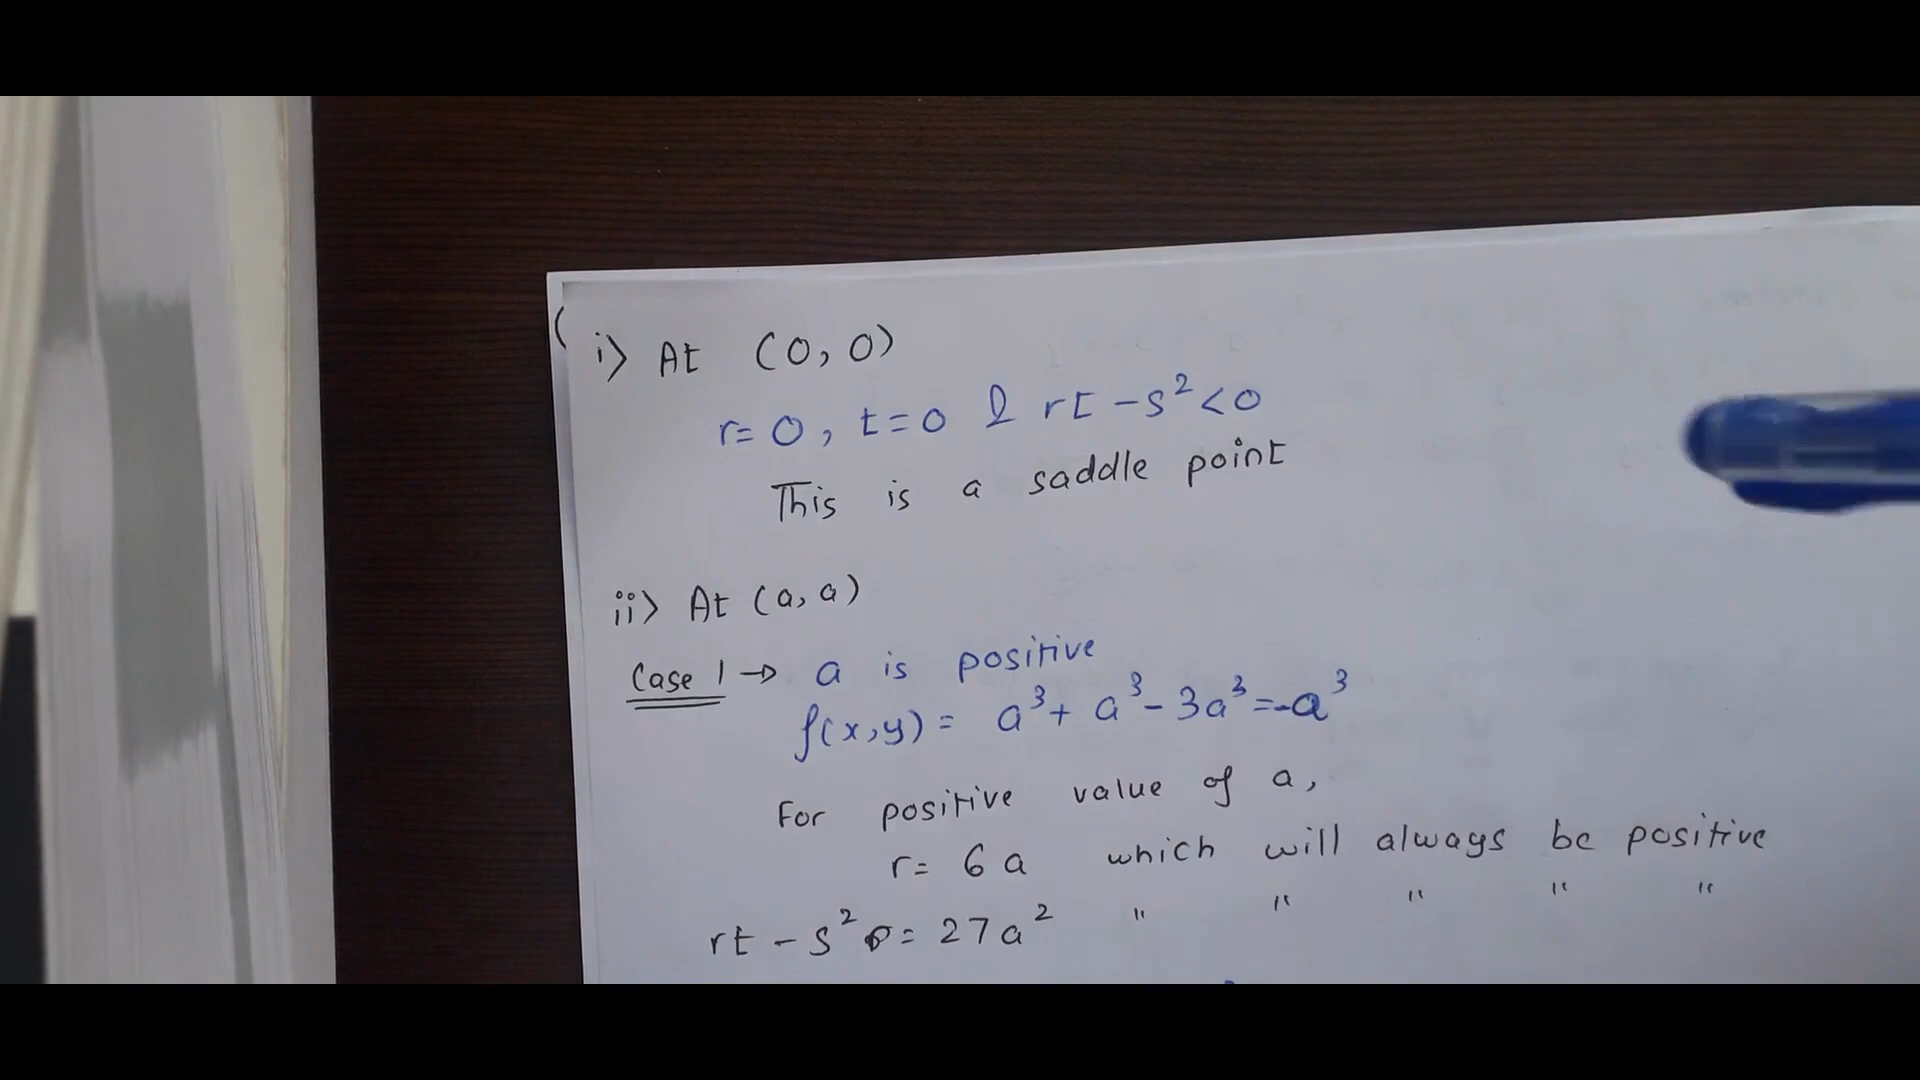 i) At (0,0)
r=0, t=0 & rt-s²<0
This is a saddle point
ii) At (a,a)
Case 1 → a is positive
f(x,y) = a³+ a³-3a³=-a³
For positive value of a,
r= 6a which will always be positive
rt-s² = 27a² " " " " "